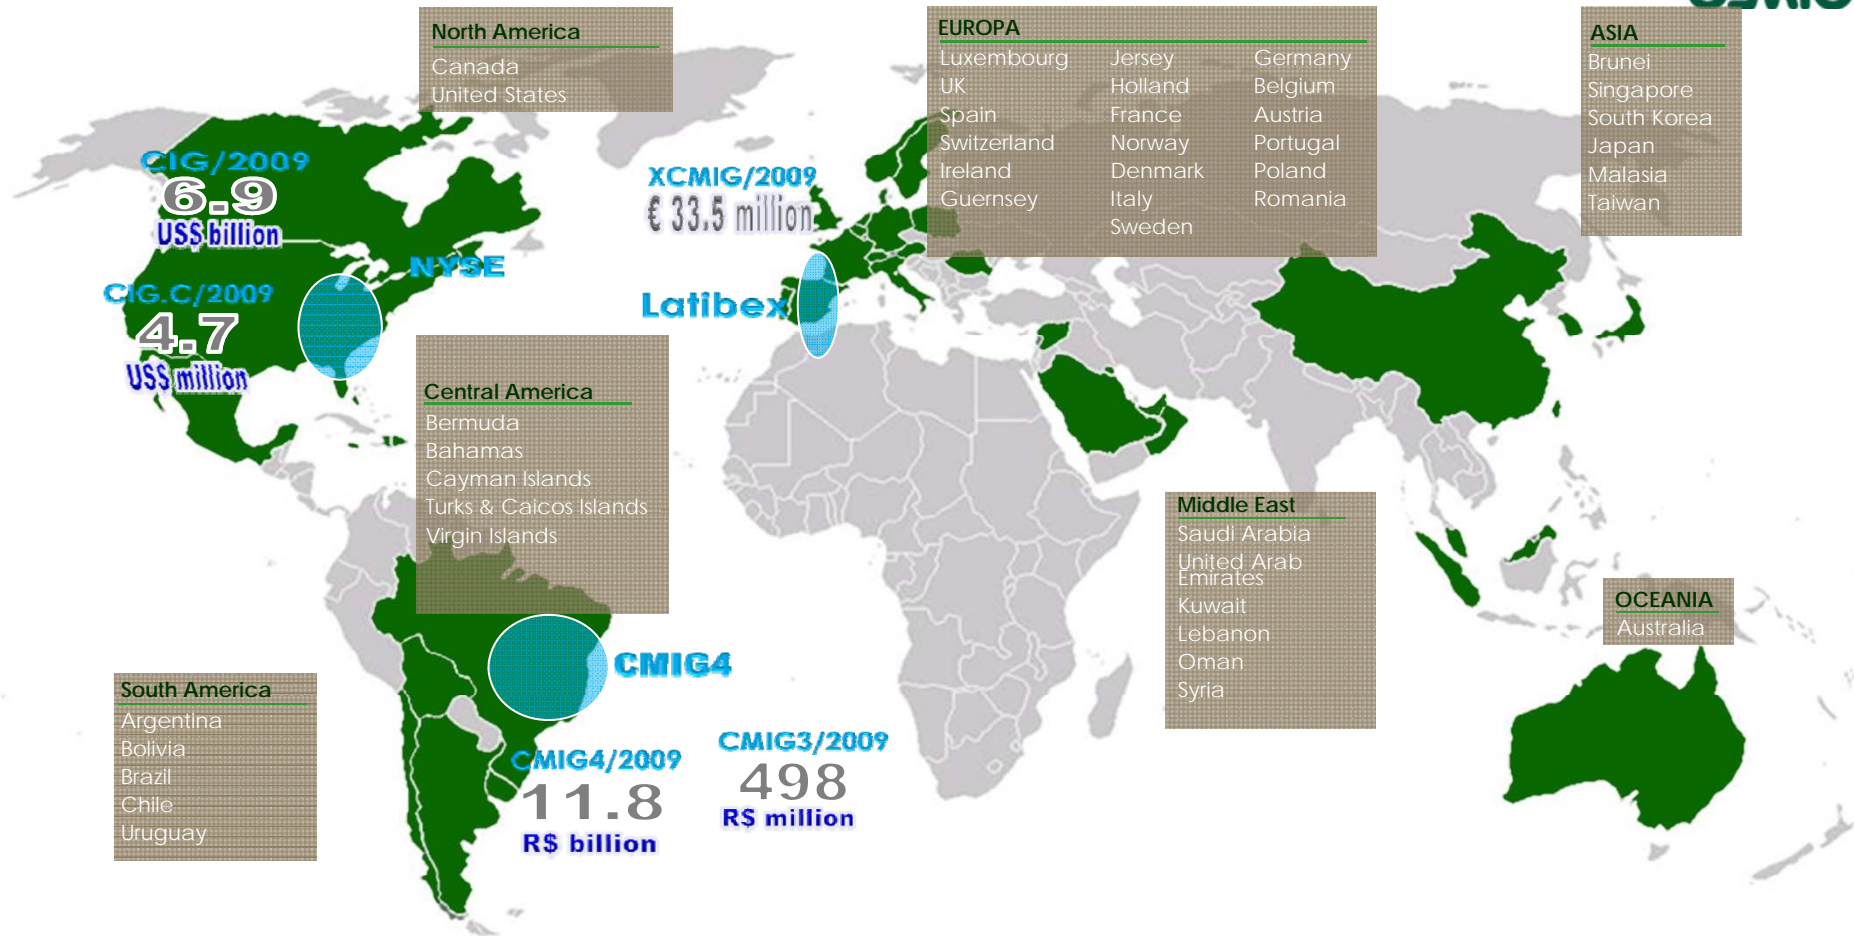 North America
Canada
United States
EUROPA
Luxembourg Jersey Germany
UK Holland Belgium
Spain France Austria
Switzerland Norway Portugal
Ireland Denmark Poland
Guernsey Italy Romania
Sweden
ASIA
Brunei
Singapore
South Korea
Japan
Malasia
Taiwan
CIG/2009
6.9
US$ billion
NYSE
CIG.C/2009
4.7
US$ million
XCMIG/2009
€ 33.5 million
Latibex
Central America
Bermuda
Bahamas
Cayman Islands
Turks & Caicos Islands
Virgin Islands
Middle East
Saudi Arabia
United Arab
Emirates
Kuwait
Lebanon
Oman
Syria
OCEANIA
Australia
CMIG4
South America
Argentina
Bolivia
Brazil
Chile
Uruguay
CMIG4/2009
11.8
R$ billion
CMIG3/2009
498
R$ million